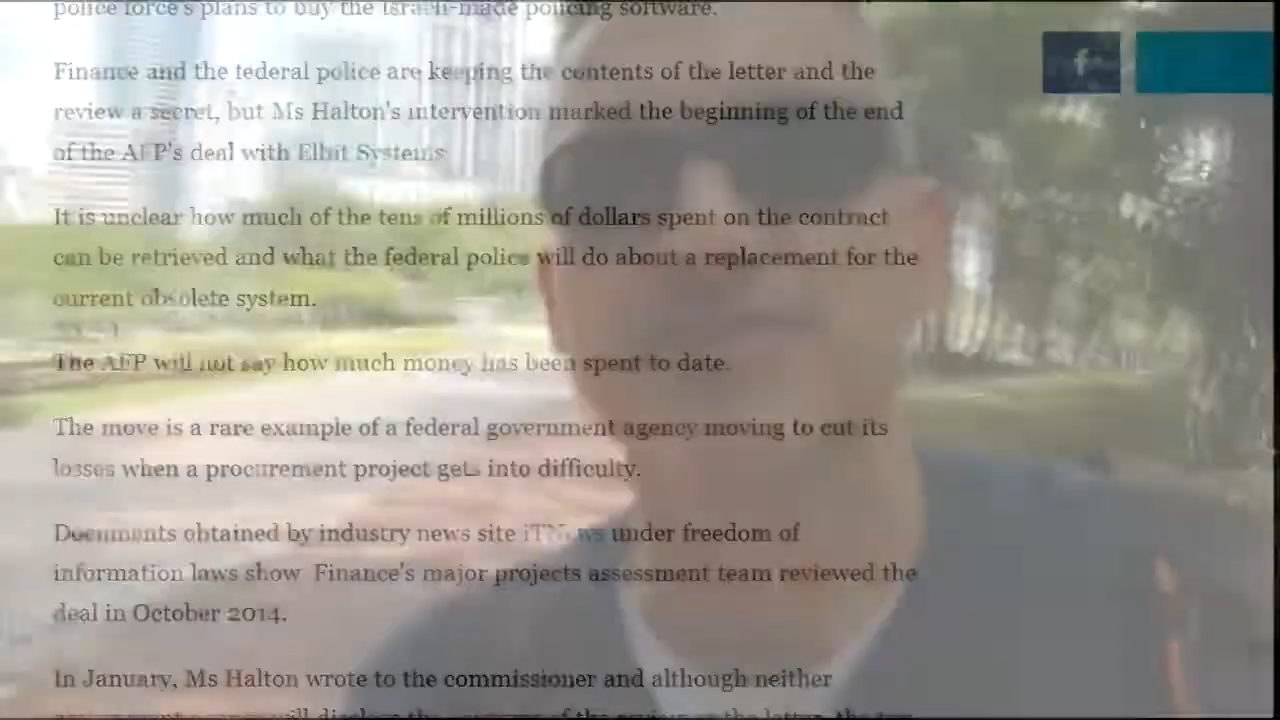 police force's plans to buy the Israeli-made policing software.
Finance and the federal police are keeping the contents of the letter and the
review a secret, but Ms Halton's intervention marked the beginning of the end
of the AFP's deal with Elbit Systems
It is unclear how much of the tens of millions of dollars spent on the contract
can be retrieved and what the federal police will do about a replacement for the
current obsolete system.
The AFP will not say how much money has been spent to date.
The move is a rare example of a federal government agency moving to cut its
losses when a procurement project gets into difficulty.
Documents obtained by industry news site iTNews under freedom of
information laws show Finance's major projects assessment team reviewed the
deal in October 2014.
In January, Ms Halton wrote to the commissioner and although neither
f